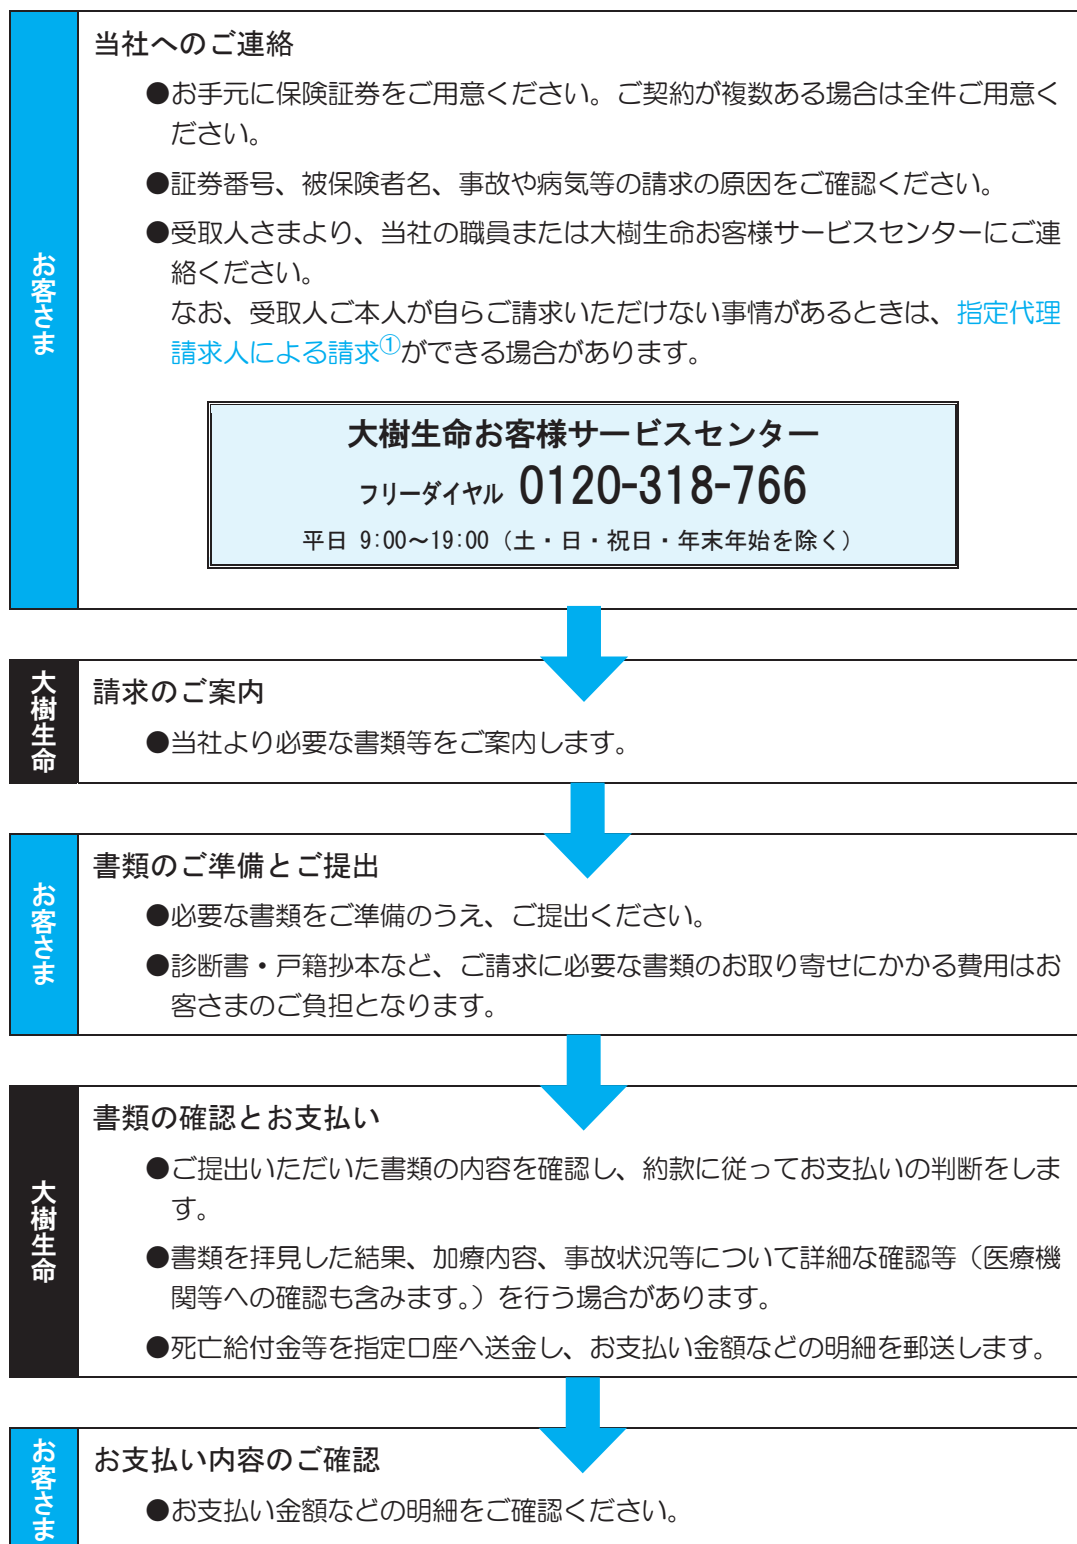 お客さま
当社へのご連絡
●お手元に保険証券をご用意ください。ご契約が複数ある場合は全件ご用意く
ださい。
●証券番号、被保険者名、事故や病気等の請求の原因をご確認ください。
●受取人さまより、当社の職員または大樹生命お客様サービスセンターにご連
絡ください。
なお、受取人ご本人が自らご請求いただけない事情があるときは、指定代理
請求人による請求①ができる場合があります。
大樹生命お客様サービスセンター
フリーダイヤル 0120-318-766
平日 9:00～19:00（土・日・祝日・年末年始を除く）
大樹生命
請求のご案内
●当社より必要な書類等をご案内します。
お客さま
書類のご準備とご提出
●必要な書類をご準備のうえ、ご提出ください。
●診断書・戸籍抄本など、ご請求に必要な書類のお取り寄せにかかる費用はお
客さまのご負担となります。
大樹生命
書類の確認とお支払い
●ご提出いただいた書類の内容を確認し、約款に従ってお支払いの判断をしま
す。
●書類を拝見した結果、加療内容、事故状況等について詳細な確認等（医療機
関等への確認も含みます。）を行う場合があります。
●死亡給付金等を指定口座へ送金し、お支払い金額などの明細を郵送します。
お客さま
お支払い内容のご確認
●お支払い金額などの明細をご確認ください。